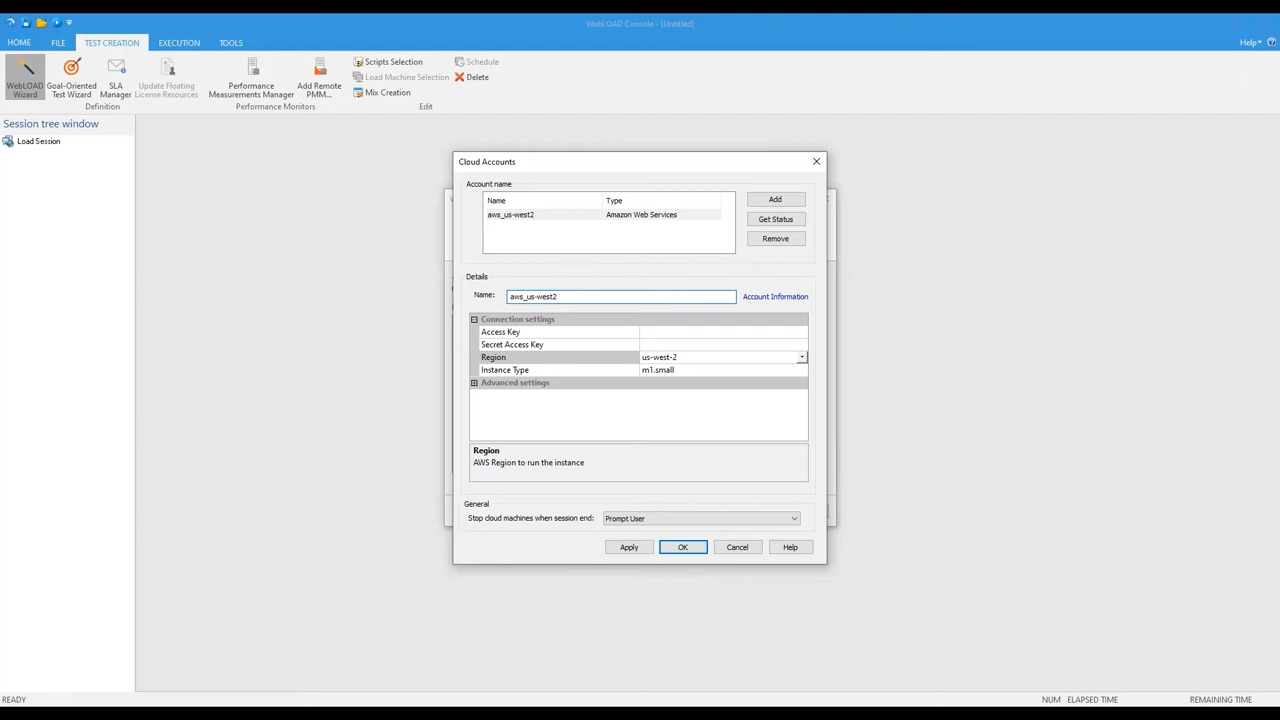 WebLOAD Console - [Untitled]
HOME FILE TEST CREATION EXECUTION TOOLS Help
WebLOAD Wizard
Goal-Oriented Test Wizard
SLA Manager
Update Floating License Resources
Definition
Performance Measurements Manager
Add Remote PMM...
Performance Monitors
Scripts Selection
Load Machine Selection
Mix Creation
Schedule
Delete
Edit
Session tree window
Load Session
Cloud Accounts
Account name
Name Type
aws_us-west2 Amazon Web Services
Add
Get Status
Remove
Details
Name: aws_us-west2 Account Information
Connection settings
Access Key
Secret Access Key
Region us-west-2
Instance Type m1.small
Advanced settings
Region
AWS Region to run the instance
General
Stop cloud machines when session end: Prompt User
Apply OK Cancel Help
READY NUM ELAPSED TIME REMAINING TIME